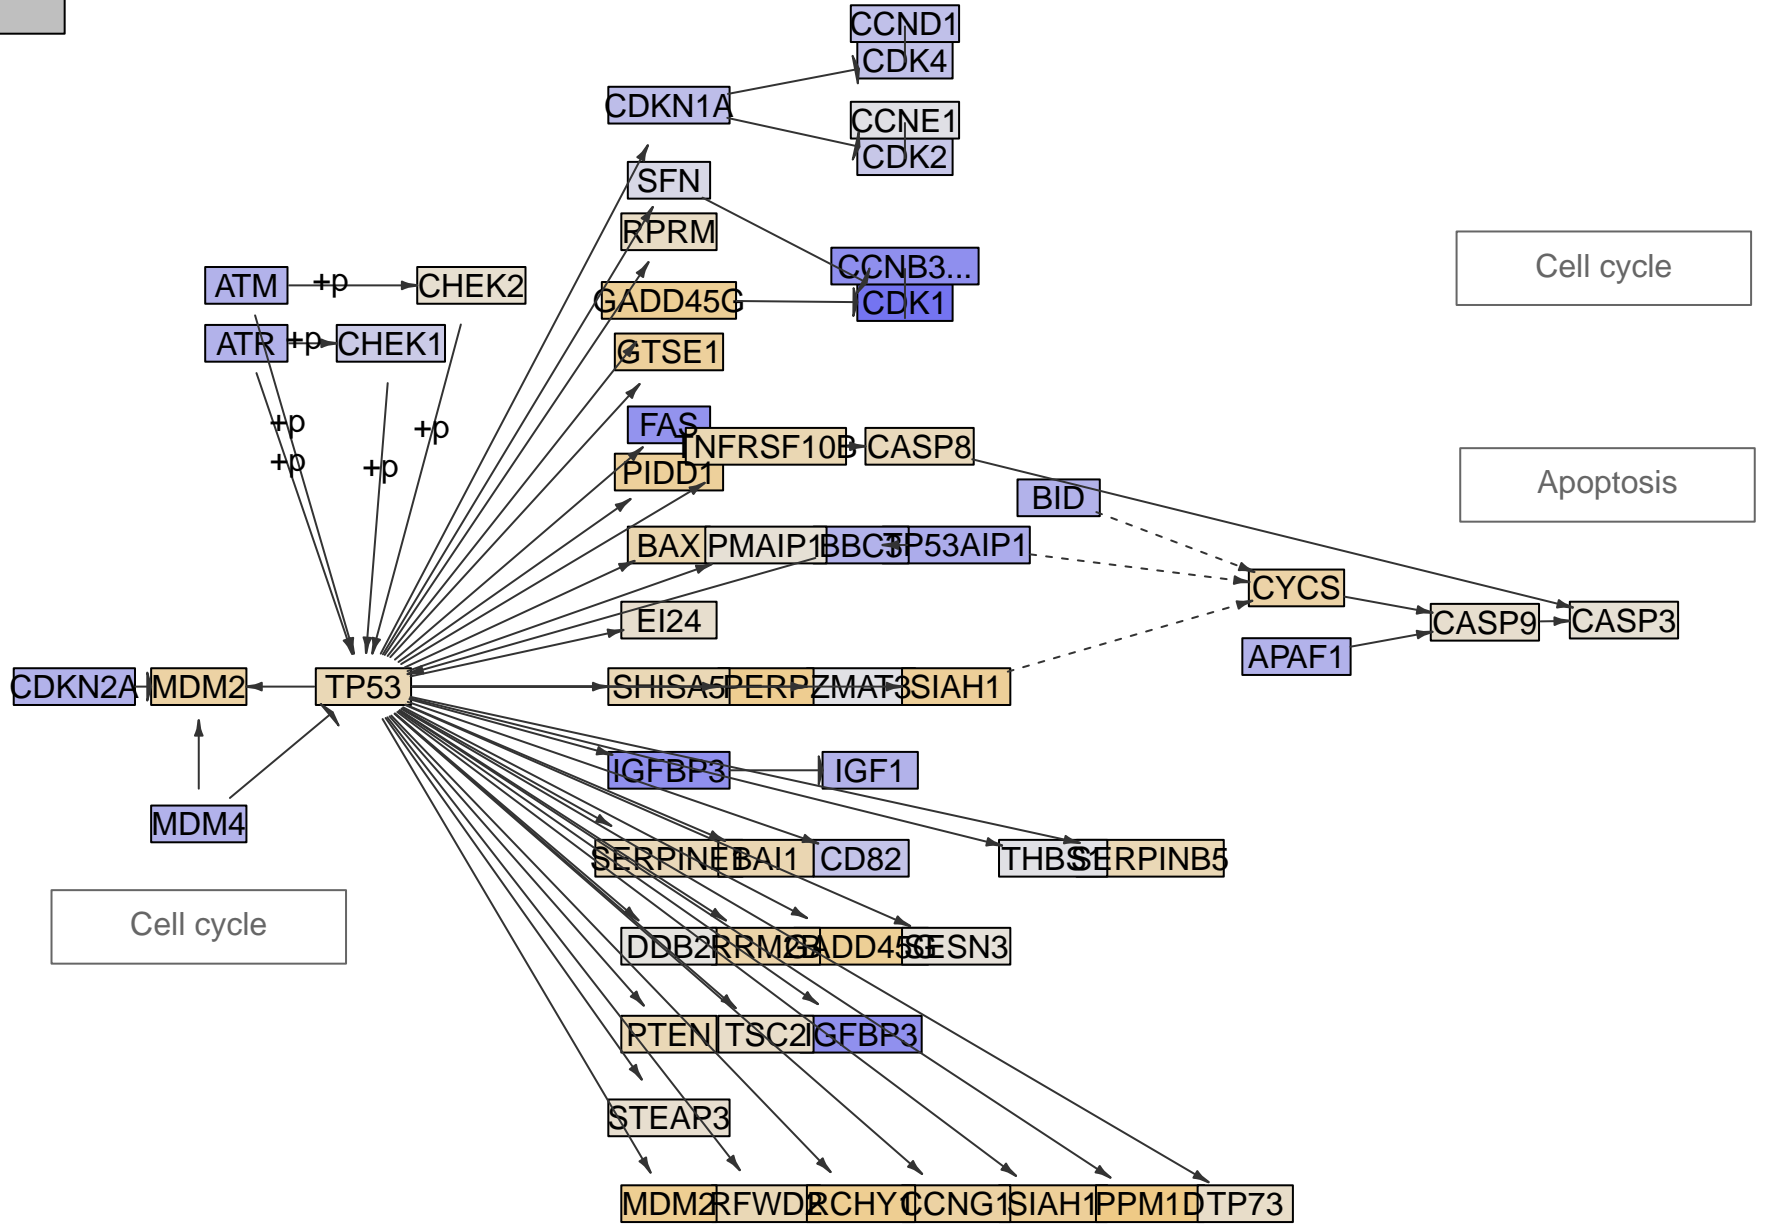 CCND1
CDK4
CDKN1A
CCNE1
CDK2
SFN
RPRM
CCNB3...
Cell cycle
ATM +p CHEK2
GADD45G
CDK1
ATR +p CHEK1
GTSE1
+p
+p
FAS
TNFRSF10B
CASP8
+p
+p
PIDD1
Apoptosis
BID
BAX
PMAIP1
BBC3
TP53AIP1
CYCS
EI24
CASP9
CASP3
APAF1
CDKN2A
MDM2
TP53
SHISA5
PERP
ZMAT3
SIAH1
IGFBP3
IGF1
MDM4
SERPINE1
BAI1
CD82
THBS1
SERPINB5
Cell cycle
DDB2
RRM2B
GADD45G
SESN3
PTEN
TSC2
IGFBP3
STEAP3
MDM2
RFWD2
RCHY1
CCNG1
SIAH1
PPM1D
TP73